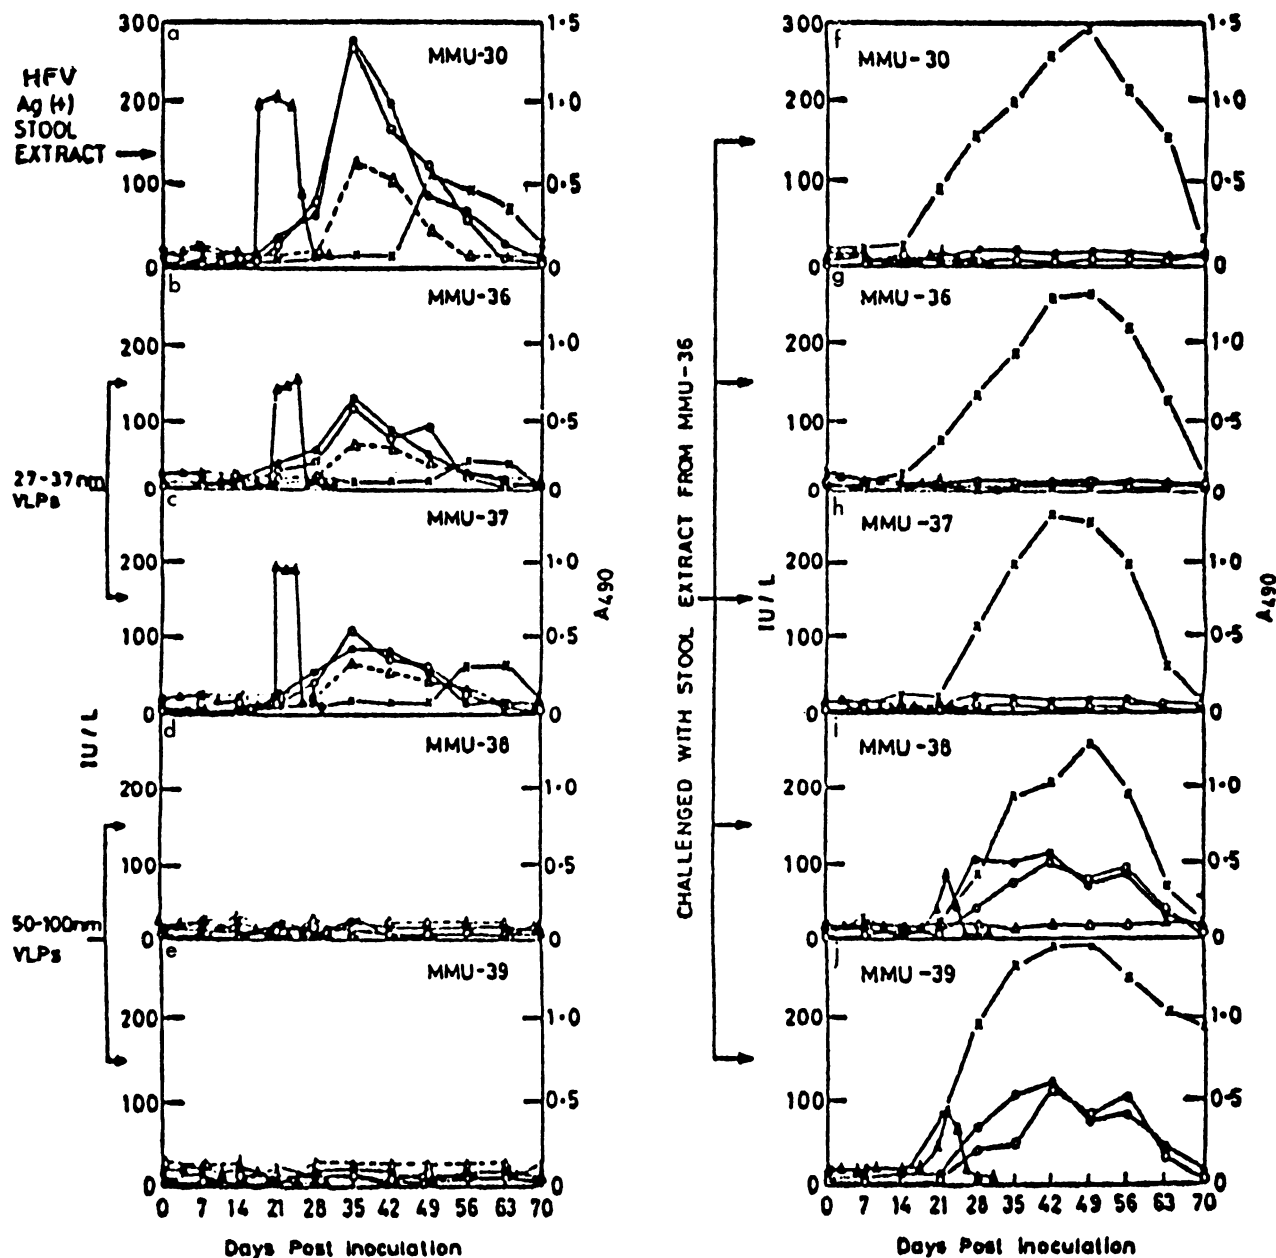 HFV
Ag (+)
STOOL
EXTRACT
27-37nm
VLPs
50-100nm
VLPs
IU/L
a
MMU-30
300
200
100
0
1.5
1.0
0.5
0
b
MMU-36
200
100
0
1.0
0.5
0
c
MMU-37
200
100
0
1.0
0.5
0
A490
d
MMU-38
200
100
0
1.0
0.5
0
e
MMU-39
200
100
0
1.0
0.5
0
0 7 14 21 28 35 42 49 56 63 70
Days Post Inoculation
CHALLENGED WITH STOOL EXTRACT FROM MMU-36
IU/L
f
MMU-30
300
200
100
0
1.5
1.0
0.5
0
g
MMU-36
200
100
0
1.0
0.5
0
h
MMU-37
200
100
0
1.0
0.5
0
A490
i
MMU-38
200
100
0
1.0
0.5
0
j
MMU-39
200
100
0
1.0
0.5
0
0 7 14 21 28 35 42 49 56 63 70
Days Post Inoculation